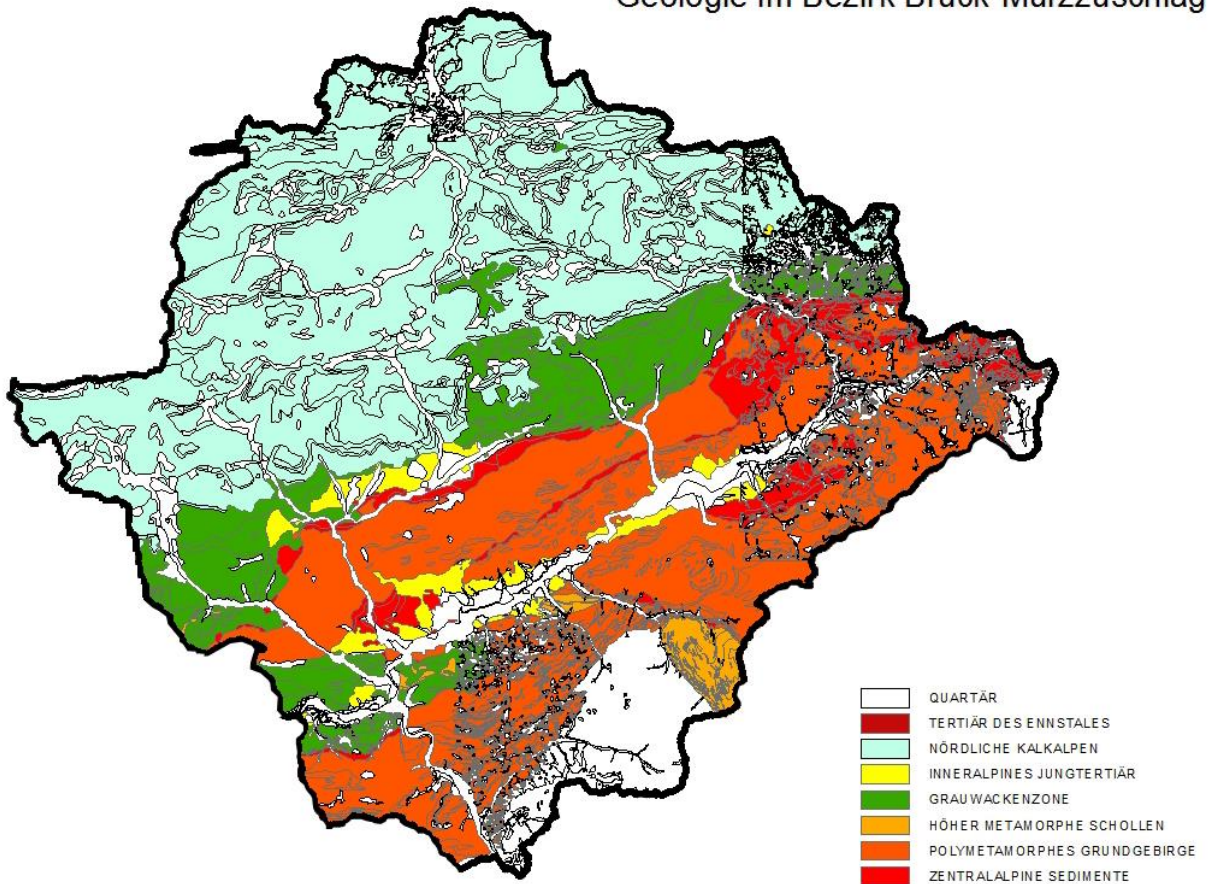 Geologie im Bezirk Bruck-Mürzzuschlag
QUARTÄR
TERTIÄR DES ENNSTALES
NÖRDLICHE KALKALPEN
INNERALPINES JUNGTERTIÄR
GRAUWACKENZONE
HÖHER METAMORPHE SCHOLLEN
POLYMETAMORPHES GRUNDGEBIRGE
ZENTRALALPINE SEDIMENTE